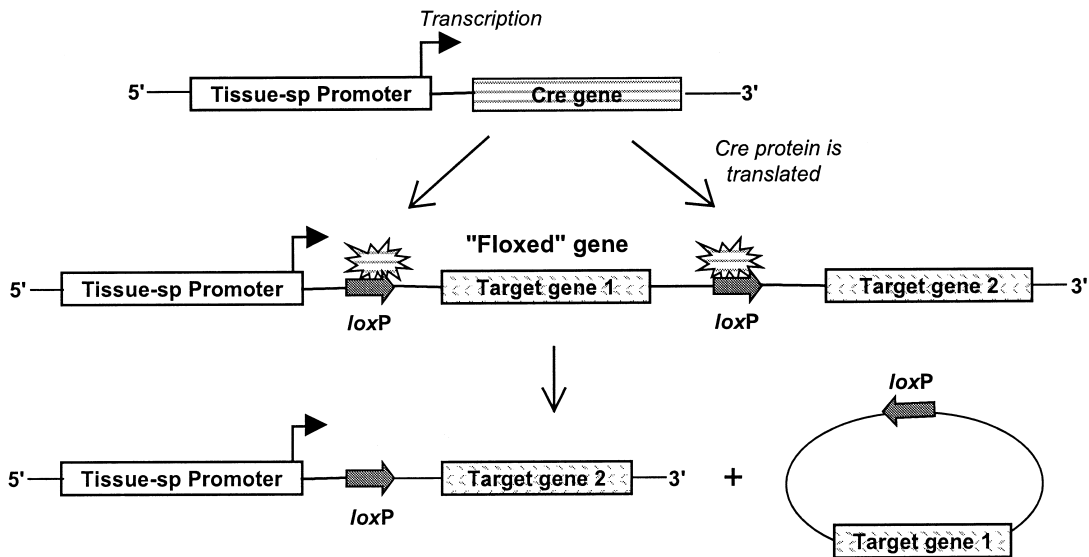 Transcription
5' Tissue-sp Promoter Cre gene 3'
Cre protein is
translated
"Floxed" gene
5' Tissue-sp Promoter Target gene 1 Target gene 2 3'
loxP loxP
loxP
5' Tissue-sp Promoter Target gene 2 3' +
loxP
Target gene 1